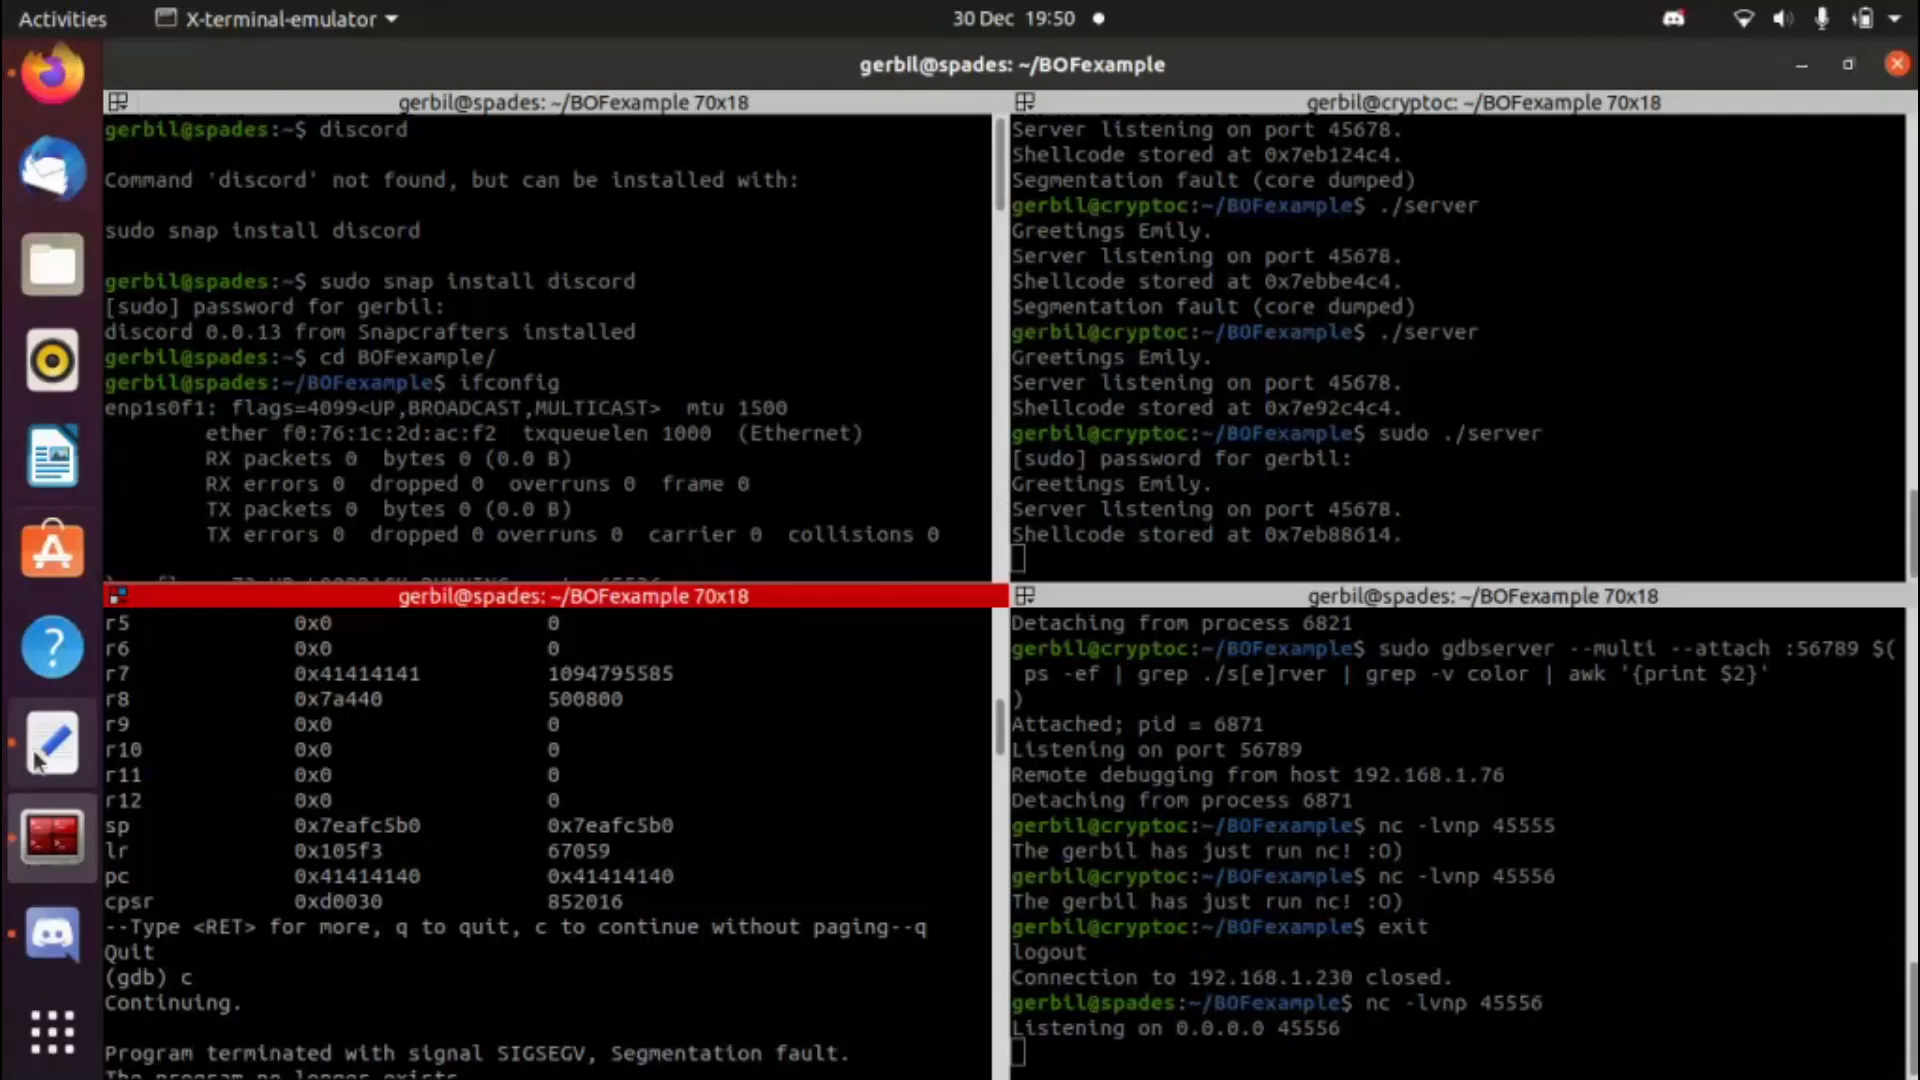 Activities
X-terminal-emulator
30 Dec 19:50
gerbil@spades: ~/BOFexample
gerbil@spades: ~/BOFexample 70x18
gerbil@spades:~$ discord
Command 'discord' not found, but can be installed with:
sudo snap install discord
gerbil@spades:~$ sudo snap install discord
[sudo] password for gerbil:
discord 0.0.13 from Snapcrafters installed
gerbil@spades:~$ cd BOFexample/
gerbil@spades:~/BOFexample$ ifconfig
enp1s0f1: flags=4099<UP,BROADCAST,MULTICAST>  mtu 1500
ether f0:76:1c:2d:ac:f2  txqueuelen 1000  (Ethernet)
RX packets 0  bytes 0 (0.0 B)
RX errors 0  dropped 0  overruns 0  frame 0
TX packets 0  bytes 0 (0.0 B)
TX errors 0  dropped 0 overruns 0  carrier 0  collisions 0
gerbil@cryptoc: ~/BOFexample 70x18
Server listening on port 45678.
Shellcode stored at 0x7eb124c4.
Segmentation fault (core dumped)
gerbil@cryptoc:~/BOFexample$ ./server
Greetings Emily.
Server listening on port 45678.
Shellcode stored at 0x7ebbe4c4.
Segmentation fault (core dumped)
gerbil@cryptoc:~/BOFexample$ ./server
Greetings Emily.
Server listening on port 45678.
Shellcode stored at 0x7e92c4c4.
gerbil@cryptoc:~/BOFexample$ sudo ./server
[sudo] password for gerbil:
Greetings Emily.
Server listening on port 45678.
Shellcode stored at 0x7eb88614.
gerbil@spades: ~/BOFexample 70x18
r5 0x0 0
r6 0x0 0
r7 0x41414141 1094795585
r8 0x7a440 500800
r9 0x0 0
r10 0x0 0
r11 0x0 0
r12 0x0 0
sp 0x7eafc5b0 0x7eafc5b0
lr 0x105f3 67059
pc 0x41414140 0x41414140
cpsr 0xd0030 852016
--Type <RET> for more, q to quit, c to continue without paging--q
Quit
(gdb) c
Continuing.
Program terminated with signal SIGSEGV, Segmentation fault.
The program no longer exists
gerbil@spades: ~/BOFexample 70x18
Detaching from process 6821
gerbil@cryptoc:~/BOFexample$ sudo gdbserver --multi --attach :56789 $(
ps -ef | grep ./s[e]rver | grep -v color | awk '{print $2}'
)
Attached; pid = 6871
Listening on port 56789
Remote debugging from host 192.168.1.76
Detaching from process 6871
gerbil@cryptoc:~/BOFexample$ nc -lvnp 45555
The gerbil has just run nc! :O)
gerbil@cryptoc:~/BOFexample$ nc -lvnp 45556
The gerbil has just run nc! :O)
gerbil@cryptoc:~/BOFexample$ exit
logout
Connection to 192.168.1.230 closed.
gerbil@spades:~/BOFexample$ nc -lvnp 45556
Listening on 0.0.0.0 45556